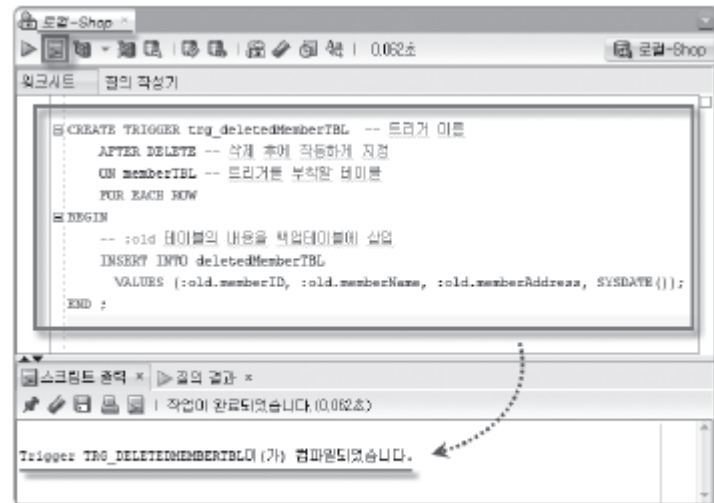 로컬-Shop
0,062초
로컬-Shop
워크시트 질의 작성기
CREATE TRIGGER trg_deletedMemberTBL -- 트리거 이름
AFTER DELETE -- 삭제 후에 작동하게 지정
ON memberTBL -- 트리거를 부착할 테이블
FOR EACH ROW
BEGIN
-- :old 테이블의 내용을 백업테이블에 삽입
INSERT INTO deletedMemberTBL
VALUES (:old.memberID, :old.memberName, :old.memberAddress, SYSDATE());
END ;
스크립트 출력 × 질의 결과 ×
작업이 완료되었습니다.(0,062초)
Trigger TRG_DELETEDMEMBERTBL이(가) 컴파일되었습니다.